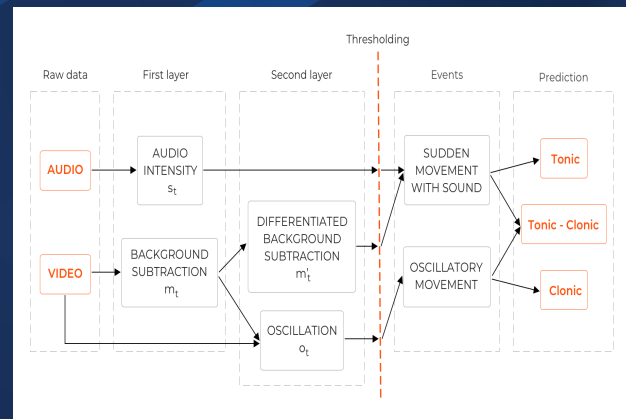 Thresholding
Raw data
First layer
Second layer
Events
Prediction
AUDIO
AUDIO
INTENSITY
st
SUDDEN
MOVEMENT
WITH SOUND
Tonic
DIFFERENTIATED
BACKGROUND
SUBTRACTION
m't
Tonic - Clonic
VIDEO
BACKGROUND
SUBTRACTION
mt
OSCILLATORY
MOVEMENT
Clonic
OSCILLATION
ot